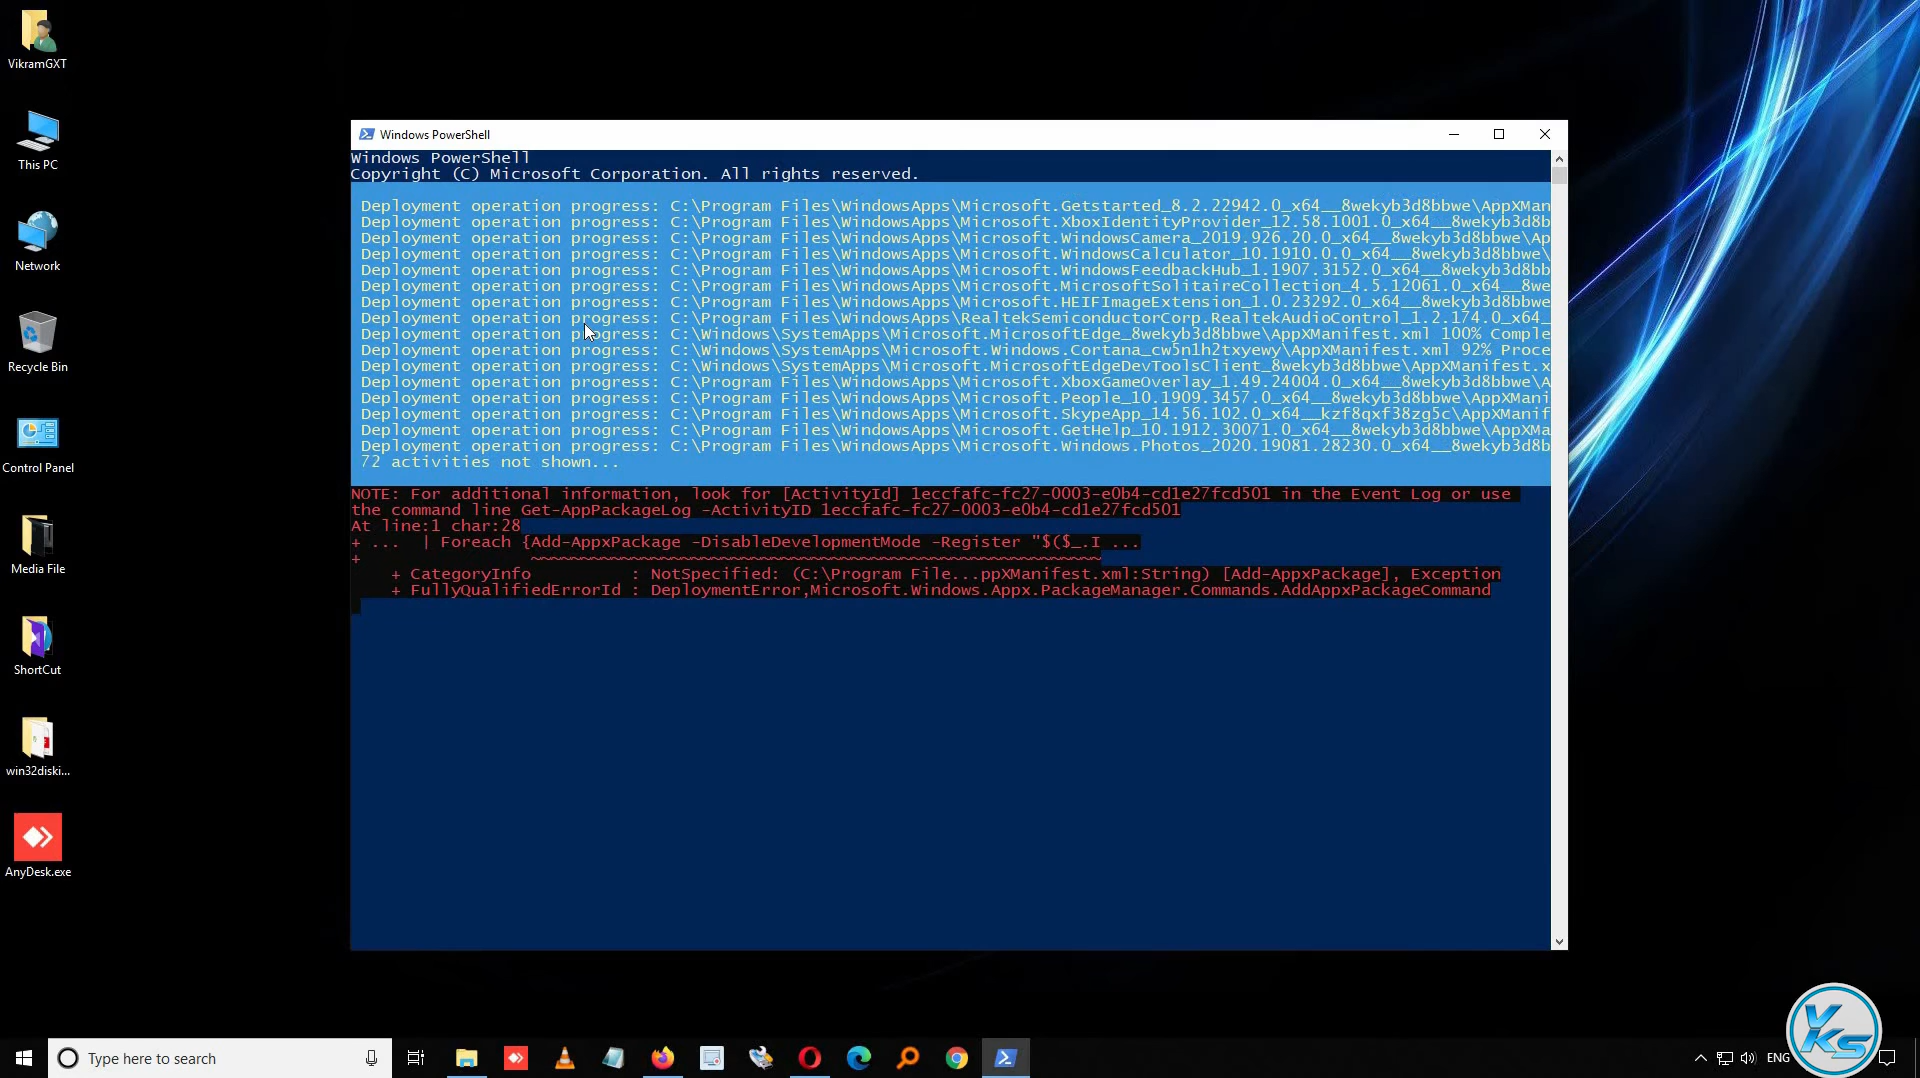 VikramGXT
This PC
Network
Recycle Bin
Control Panel
Media File
ShortCut
win32diski...
AnyDesk.exe
Windows PowerShell
Windows PowerShell
Copyright (C) Microsoft Corporation. All rights reserved.
Deployment operation progress: C:\Program Files\WindowsApps\Microsoft.Getstarted_8.2.22942.0_x64__8wekyb3d8bbwe\AppXMan
Deployment operation progress: C:\Program Files\WindowsApps\Microsoft.XboxIdentityProvider_12.58.1001.0_x64__8wekyb3d8b
Deployment operation progress: C:\Program Files\WindowsApps\Microsoft.WindowsCamera_2019.926.20.0_x64__8wekyb3d8bbwe\Ap
Deployment operation progress: C:\Program Files\WindowsApps\Microsoft.WindowsCalculator_10.1910.0.0_x64__8wekyb3d8bbwe\
Deployment operation progress: C:\Program Files\WindowsApps\Microsoft.WindowsFeedbackHub_1.1907.3152.0_x64__8wekyb3d8bb
Deployment operation progress: C:\Program Files\WindowsApps\Microsoft.MicrosoftSolitaireCollection_4.5.12061.0_x64__8we
Deployment operation progress: C:\Program Files\WindowsApps\Microsoft.HEIFImageExtension_1.0.23292.0_x64__8wekyb3d8bbwe
Deployment operation progress: C:\Program Files\WindowsApps\RealtekSemiconductorCorp.RealtekAudioControl_1.2.174.0_x64_
Deployment operation progress: C:\Windows\SystemApps\Microsoft.MicrosoftEdge_8wekyb3d8bbwe\AppXManifest.xml 100% Comple
Deployment operation progress: C:\Windows\SystemApps\Microsoft.Windows.Cortana_cw5n1h2txyewy\AppXManifest.xml 92% Proce
Deployment operation progress: C:\Windows\SystemApps\Microsoft.MicrosoftEdgeDevToolsClient_8wekyb3d8bbwe\AppXManifest.x
Deployment operation progress: C:\Program Files\WindowsApps\Microsoft.XboxGameOverlay_1.49.24004.0_x64__8wekyb3d8bbwe\A
Deployment operation progress: C:\Program Files\WindowsApps\Microsoft.People_10.1909.3457.0_x64__8wekyb3d8bbwe\AppXMani
Deployment operation progress: C:\Program Files\WindowsApps\Microsoft.SkypeApp_14.56.102.0_x64__kzf8qxf38zg5c\AppXManif
Deployment operation progress: C:\Program Files\WindowsApps\Microsoft.GetHelp_10.1912.30071.0_x64__8wekyb3d8bbwe\AppXMa
Deployment operation progress: C:\Program Files\WindowsApps\Microsoft.Windows.Photos_2020.19081.28230.0_x64__8wekyb3d8b
72 activities not shown...
NOTE: For additional information, look for [ActivityId] 1eccfafc-fc27-0003-e0b4-cd1e27fcd501 in the Event Log or use
the command line Get-AppPackageLog -ActivityID 1eccfafc-fc27-0003-e0b4-cd1e27fcd501
At line:1 char:28
+ ...  | Foreach {Add-AppxPackage -DisableDevelopmentMode -Register "$($_.I ...
+                 ~~~~~~~~~~~~~~~~~~~~~~~~~~~~~~~~~~~~~~~~~~~~~~~~~~~~~~~~~
    + CategoryInfo          : NotSpecified: (C:\Program File...ppXManifest.xml:String) [Add-AppxPackage], Exception
    + FullyQualifiedErrorId : DeploymentError,Microsoft.Windows.Appx.PackageManager.Commands.AddAppxPackageCommand
Type here to search
ENG
VKS